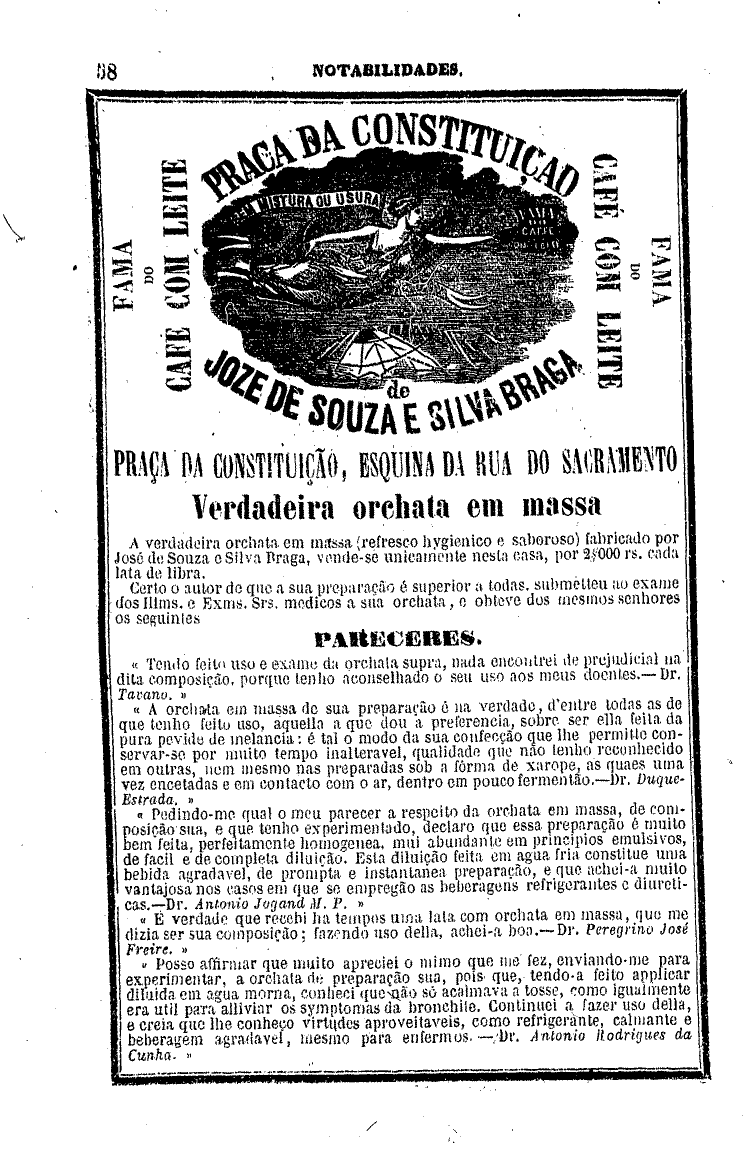 98
NOTABILIDADES.
PRAÇA DA CONSTITUIÇAO
SEM MISTURA OU USURA
FAMA
DO
CAFFÉ
COM LEITE
FAMA
DO
CAFÉ COM LEITE
CAFÉ COM LEITE
DO
FAMA
de
JOZE DE SOUZA E SILVA BRAGA
PRAÇA DA CONSTITUIÇÃO, ESQUINA DA RUA DO SACRAMENTO
Verdadeira orchata em massa
A verdadeira orchata em massa (refresco hygienico e saboroso) fabricado por
José de Souza e Silva Braga, vende-se unicamente nesta casa, por 2$000 rs. cada
lata de libra.
Certo o autor de que a sua preparação é superior a todas, submetteu ao exame
dos Illms. e Exms. Srs. medicos a sua orchata, e obteve dos mesmos senhores
os seguintes
PARECERES.
« Tendo feito uso e exame da orchata supra, nada encontrei de prejudicial na
dita composição, porque tenho aconselhado o seu uso aos meus doentes.—Dr.
Tavano. »
« A orchata em massa de sua preparação é na verdade, d'entre todas as de
que tenho feito uso, aquella a que dou a preferencia, sobre ser ella feita da
pura pevide de melancia: é tal o modo da sua confecção que lhe permitte con-
servar-se por muito tempo inalteravel, qualidade que não tenho reconhecido
em outras, nem mesmo nas preparadas sob a fórma de xarope, as quaes uma
vez encetadas e em contacto com o ar, dentro em pouco fermentão.—Dr. Duque-
Estrada. »
« Pedindo-me qual o meu parecer a respeito da orchata em massa, de com-
posição sua, e que tenho experimentado, declaro que essa preparação é muito
bem feita, perfeitamente homogenea, mui abundante em principios emulsivos,
de facil e de completa diluição. Esta diluição feita em agua fria constitue uma
bebida agradavel, de prompta e instantanea preparação, e que achei-a muito
vantajosa nos casos em que se empregão as beberagens refrigerantes e diureti-
cas.—Dr. Antonio Jugand M. P. »
« É verdade que recebi ha tempos uma lata com orchata em massa, que me
dizia ser sua composição; fazendo uso della, achei-a boa.—Dr. Peregrino José
Freire. »
« Posso affirmar que muito apreciei o mimo que me fez, enviando-me para
experimentar, a orchata de preparação sua, pois que, tendo-a feito applicar
diluida em agua morna, conheci que não só acalmava a tosse, como igualmente
era util para alliviar os symptomas da bronchite. Continuei a fazer uso della,
e creia que lhe conheço virtudes aproveitaveis, como refrigerante, calmante e
beberagem agradavel, mesmo para enfermos.—Dr. Antonio Rodrigues da
Cunha. »